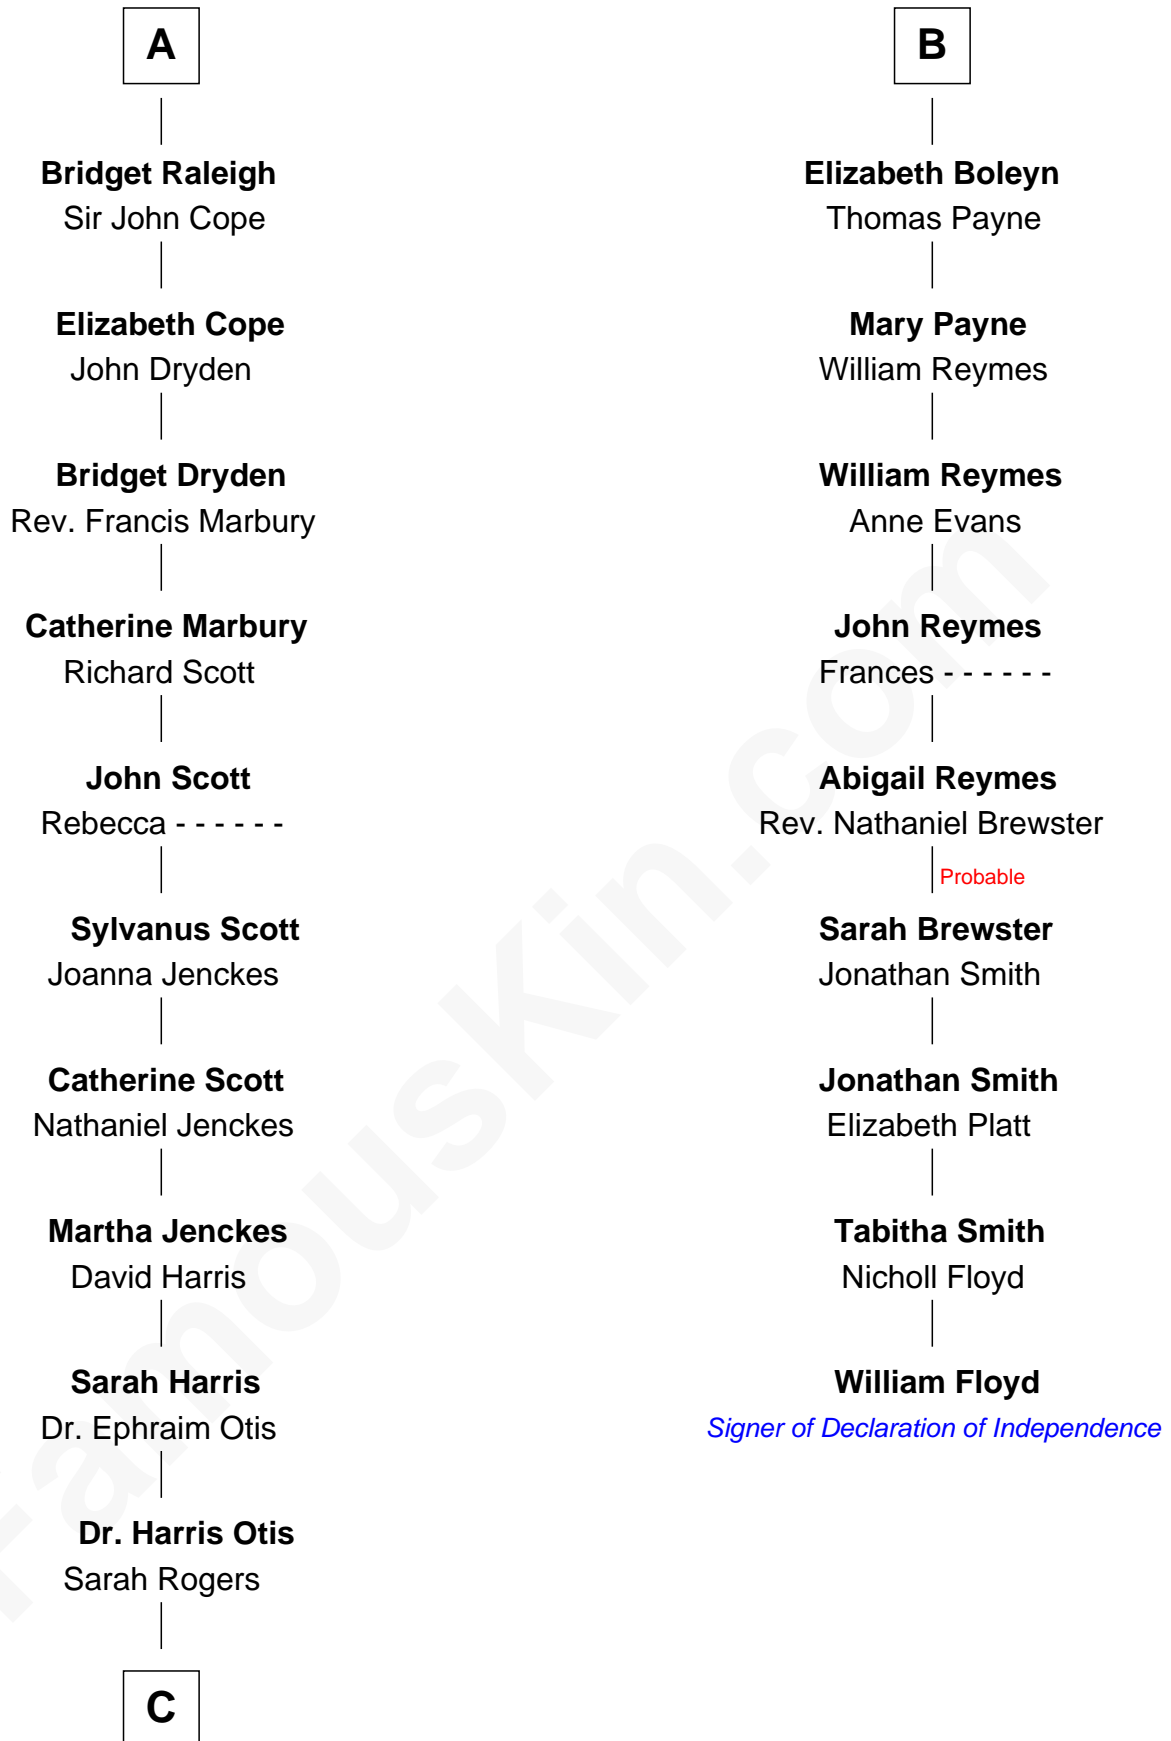 A
Bridget Raleigh
Sir John Cope
Elizabeth Cope
John Dryden
Bridget Dryden
Rev. Francis Marbury
Catherine Marbury
Richard Scott
John Scott
Rebecca - - - - - -
Sylvanus Scott
Joanna Jenckes
Catherine Scott
Nathaniel Jenckes
Martha Jenckes
David Harris
Sarah Harris
Dr. Ephraim Otis
Dr. Harris Otis
Sarah Rogers
C
B
Elizabeth Boleyn
Thomas Payne
Mary Payne
William Reymes
William Reymes
Anne Evans
John Reymes
Frances - - - - - -
Abigail Reymes
Rev. Nathaniel Brewster
Probable
Sarah Brewster
Jonathan Smith
Jonathan Smith
Elizabeth Platt
Tabitha Smith
Nicholl Floyd
William Floyd
Signer of Declaration of Independence
FamousKin.com